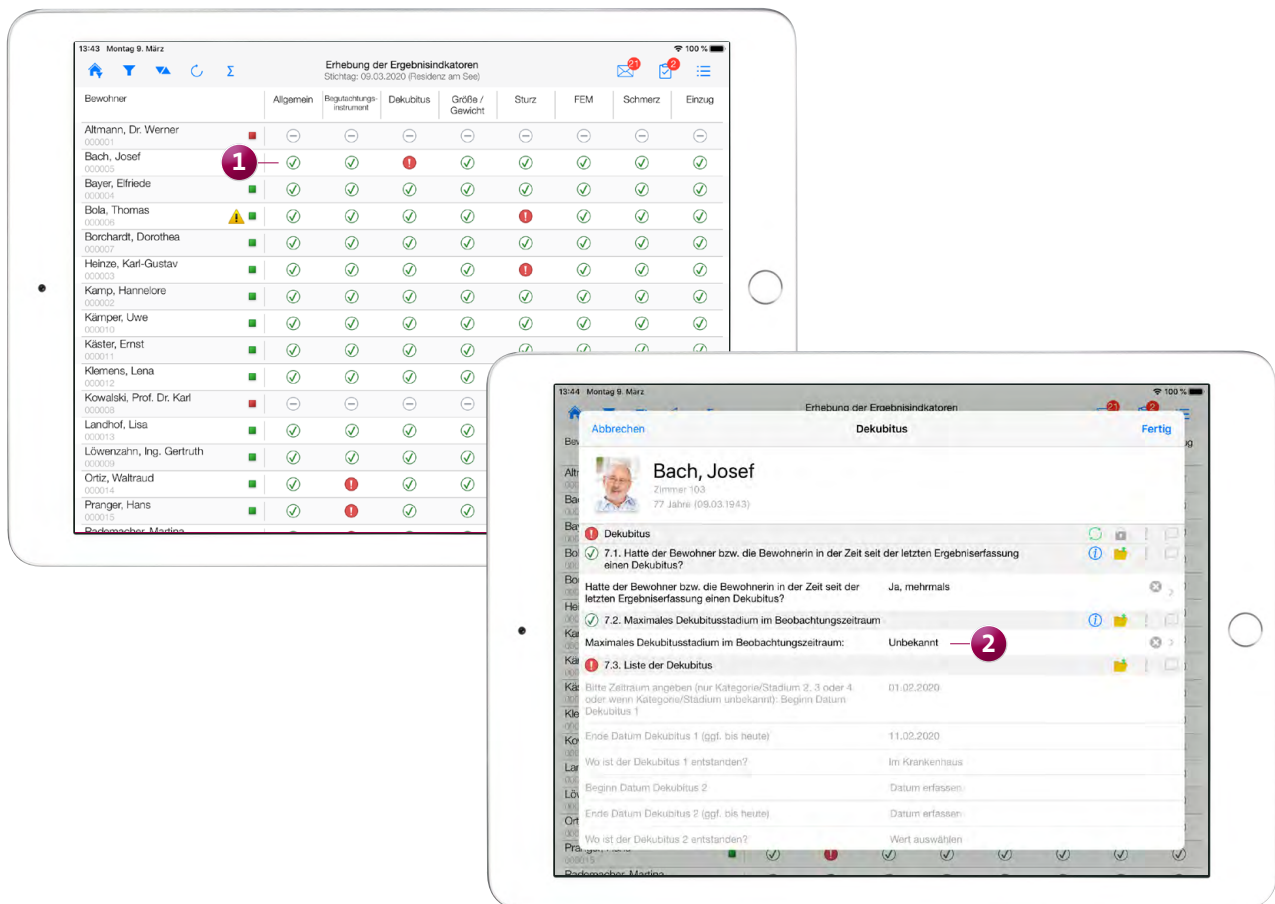 13:43 Montag 9. März
100 %
Erhebung der Ergebnisindkatoren
Stichtag: 09.03.2020 (Residenz am See)
21
2
Bewohner
Allgemein
Begutachtungs-
instrument
Dekubitus
Größe /
Gewicht
Sturz
FEM
Schmerz
Einzug
Altmann, Dr. Werner
000001
Bach, Josef
000005
1
Bayer, Elfriede
000004
Bola, Thomas
000006
Borchardt, Dorothea
000007
Heinze, Karl-Gustav
000003
Kamp, Hannelore
000002
Kämper, Uwe
000010
Käster, Ernst
000011
Klemens, Lena
000012
Kowalski, Prof. Dr. Karl
000008
Landhof, Lisa
000013
Löwenzahn, Ing. Gertruth
000009
Ortiz, Waltraud
000014
Pranger, Hans
000015
Rademacher, Martina
13:44 Montag 9. März
100 %
Erhebung der Ergebnisindkatoren
21
2
Abbrechen
Dekubitus
Fertig
Bach, Josef
Zimmer 103
77 Jahre (09.03.1943)
Dekubitus
7.1. Hatte der Bewohner bzw. die Bewohnerin in der Zeit seit der letzten Ergebniserfassung
einen Dekubitus?
Hatte der Bewohner bzw. die Bewohnerin in der Zeit seit der
letzten Ergebniserfassung einen Dekubitus?
Ja, mehrmals
7.2. Maximales Dekubitusstadium im Beobachtungszeitraum
Maximales Dekubitusstadium im Beobachtungszeitraum:
Unbekannt
2
7.3. Liste der Dekubitus
Bitte Zeitraum angeben (nur Kategorie/Stadium 2, 3 oder 4
oder wenn Kategorie/Stadium unbekannt): Beginn Datum
Dekubitus 1
01.02.2020
Ende Datum Dekubitus 1 (ggf. bis heute)
11.02.2020
Wo ist der Dekubitus 1 entstanden?
Im Krankenhaus
Beginn Datum Dekubitus 2
Datum erfassen
Ende Datum Dekubitus 2 (ggf. bis heute)
Datum erfassen
Wo ist der Dekubitus 2 entstanden?
Wert auswählen
000015
Rademacher, Martina